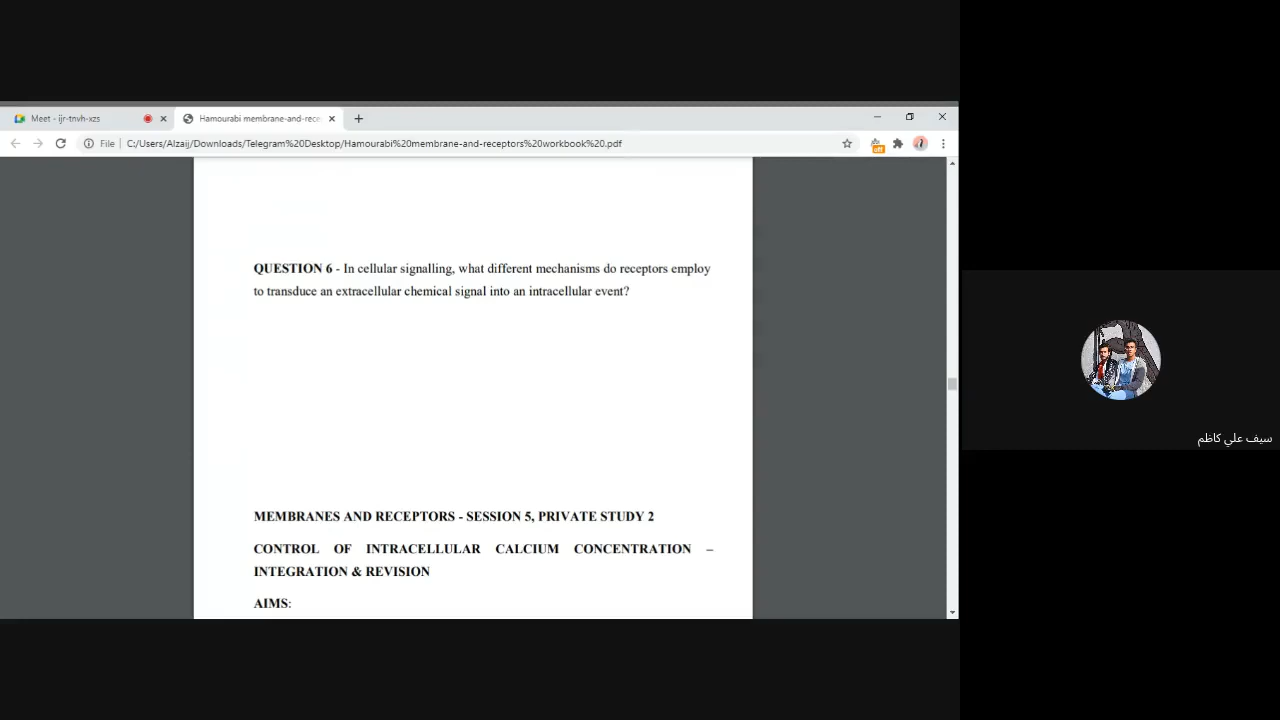 Meet - ijr-tnvh-xzs
Hamourabi membrane-and-rece
File
C:/Users/Alzaij/Downloads/Telegram%20Desktop/Hamourabi%20membrane-and-receptors%20workbook%20.pdf
off
QUESTION 6 - In cellular signalling, what different mechanisms do receptors employ
to transduce an extracellular chemical signal into an intracellular event?
MEMBRANES AND RECEPTORS - SESSION 5, PRIVATE STUDY 2
CONTROL OF INTRACELLULAR CALCIUM CONCENTRATION –
INTEGRATION & REVISION
AIMS:
سيف علي كاظم